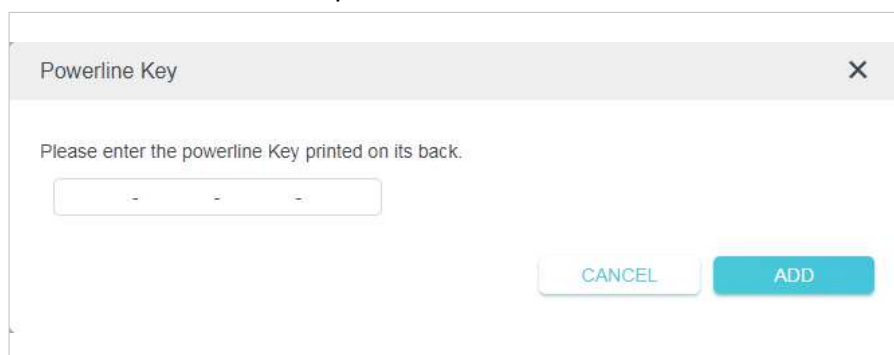 Powerline Key
Please enter the powerline Key printed on its back.
- - -
CANCEL ADD